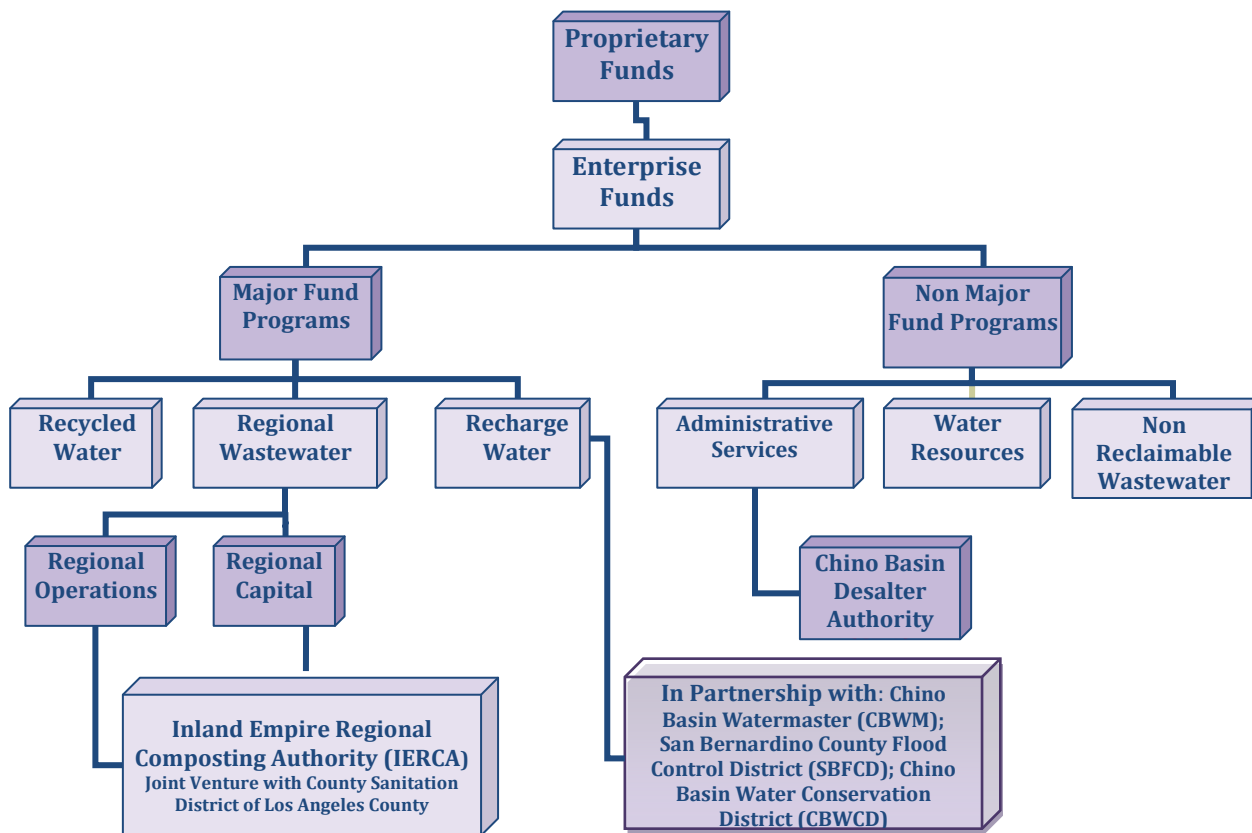 Proprietary
Funds
Enterprise
Funds
Major Fund
Programs
Non Major
Fund Programs
Recycled
Water
Regional
Wastewater
Recharge
Water
Administrative
Services
Water
Resources
Non
Reclaimable
Wastewater
Regional
Operations
Regional
Capital
Chino Basin
Desalter
Authority
Inland Empire Regional
Composting Authority (IERCA)
Joint Venture with County Sanitation
District of Los Angeles County
In Partnership with: Chino
Basin Watermaster (CBWM);
San Bernardino County Flood
Control District (SBFCD); Chino
Basin Water Conservation
District (CBWCD)